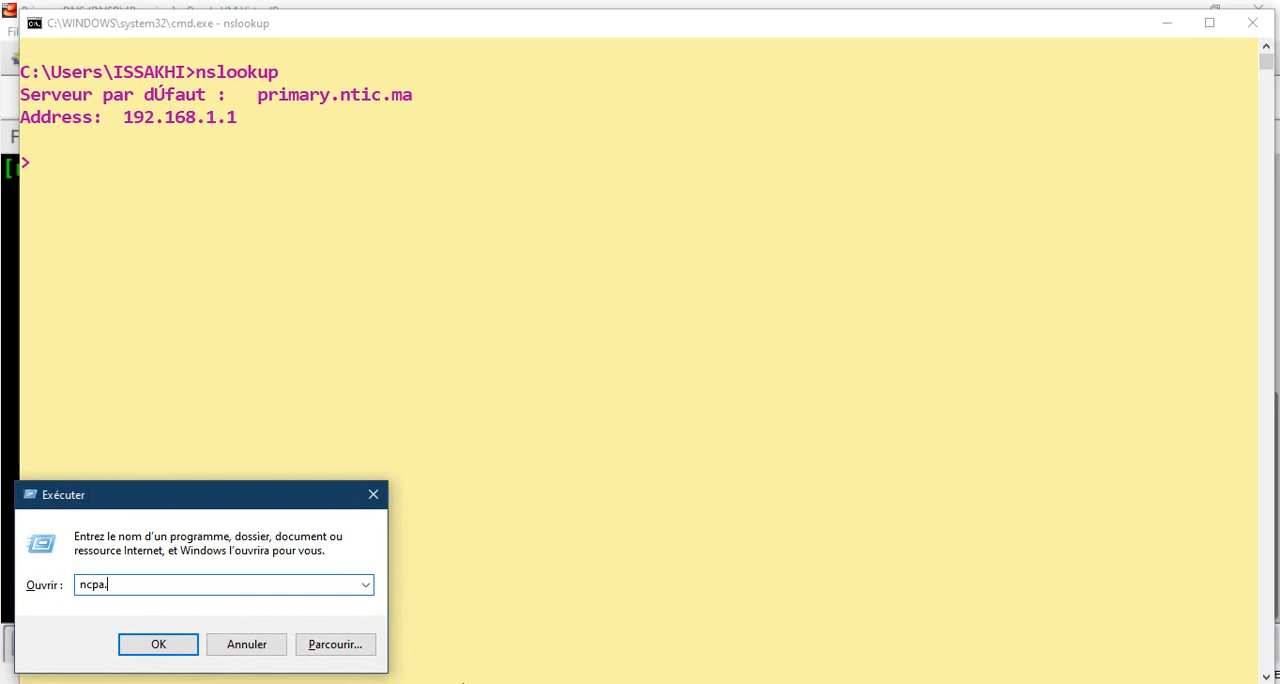 C:\WINDOWS\system32\cmd.exe - nslookup
C:\Users\ISSAKHI>nslookup
Serveur par dÚfaut :   primary.ntic.ma
Address:  192.168.1.1
>
Exécuter
Entrez le nom d'un programme, dossier, document ou
ressource Internet, et Windows l'ouvrira pour vous.
Ouvrir :
ncpa.
OK
Annuler
Parcourir...